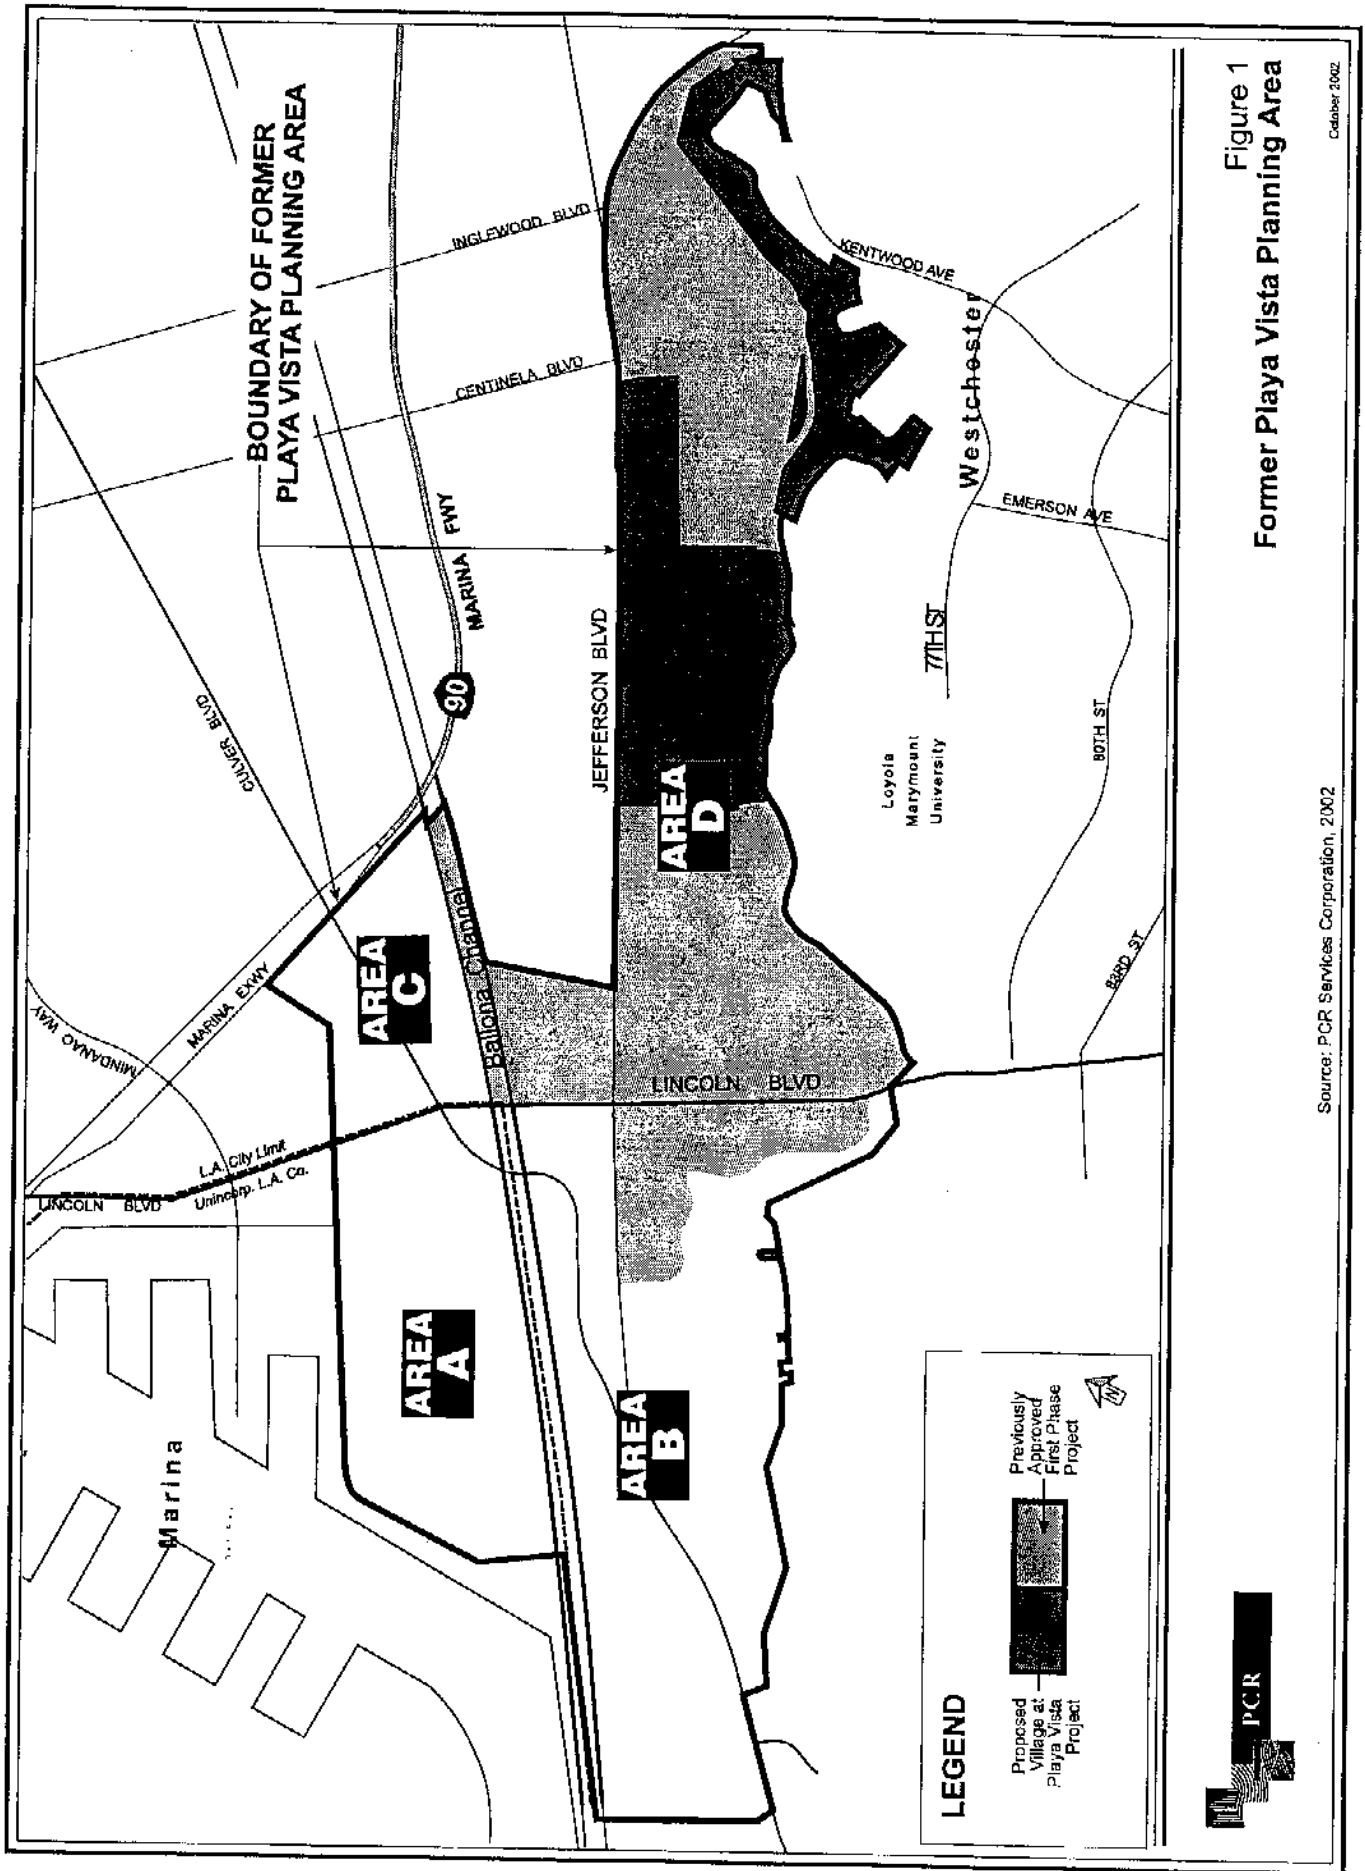 BOUNDARY OF FORMER
PLAYA VISTA PLANNING AREA
MINDANAO WAY
MARINA EXWY
CULVER BLVD
INGLEWOOD BLVD
CENTINELA BLVD
MARINA FWY
90
LINCOLN BLVD
L.A. City Limit
Unincorp. L.A. Co.
Marina
AREA
A
AREA
C
Ballona Channel
JEFFERSON BLVD
AREA
B
LINCOLN BLVD
AREA
D
KENTWOOD AVE
Westchester
EMERSON AVE
77TH ST
Loyola
Marymount
University
80TH ST
83RD ST
LEGEND
Proposed
Village at
Playa Vista
Project
Previously
Approved
First Phase
Project
N
PCR
Source: PCR Services Corporation, 2002
Figure 1
Former Playa Vista Planning Area
October 2002